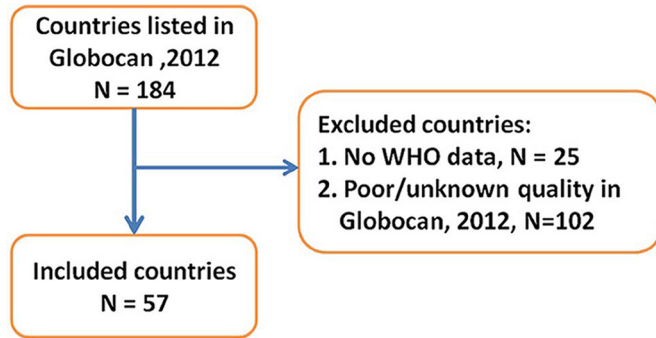 Countries listed in
Globocan ,2012
N = 184
Excluded countries:
1. No WHO data, N = 25
2. Poor/unknown quality in
Globocan, 2012, N=102
Included countries
N = 57